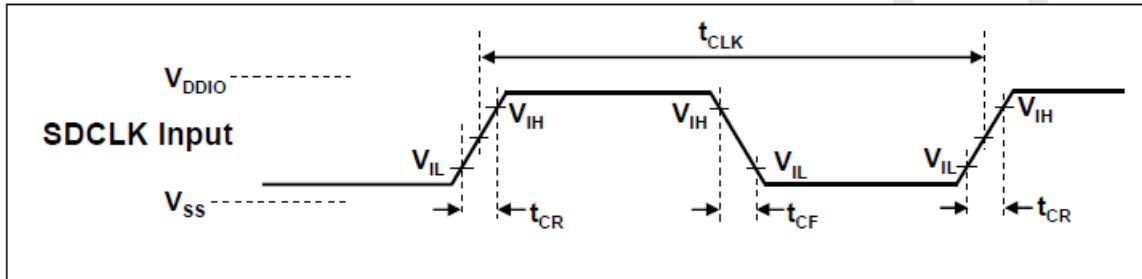 tCLK
VDDIO
SDCLK Input
VIH
VIH
VIH
VIL
VIL
VIL
VSS
tCR
tCF
tCR